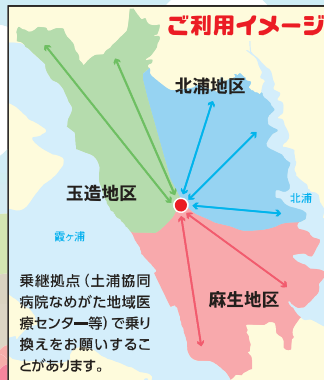 ご利用イメージ
北浦地区
玉造地区
北浦
霞ヶ浦
麻生地区
乗継拠点（土浦協同
病院なめがた地域医
療センター等）で乗り
換えをお願いするこ
とがあります。